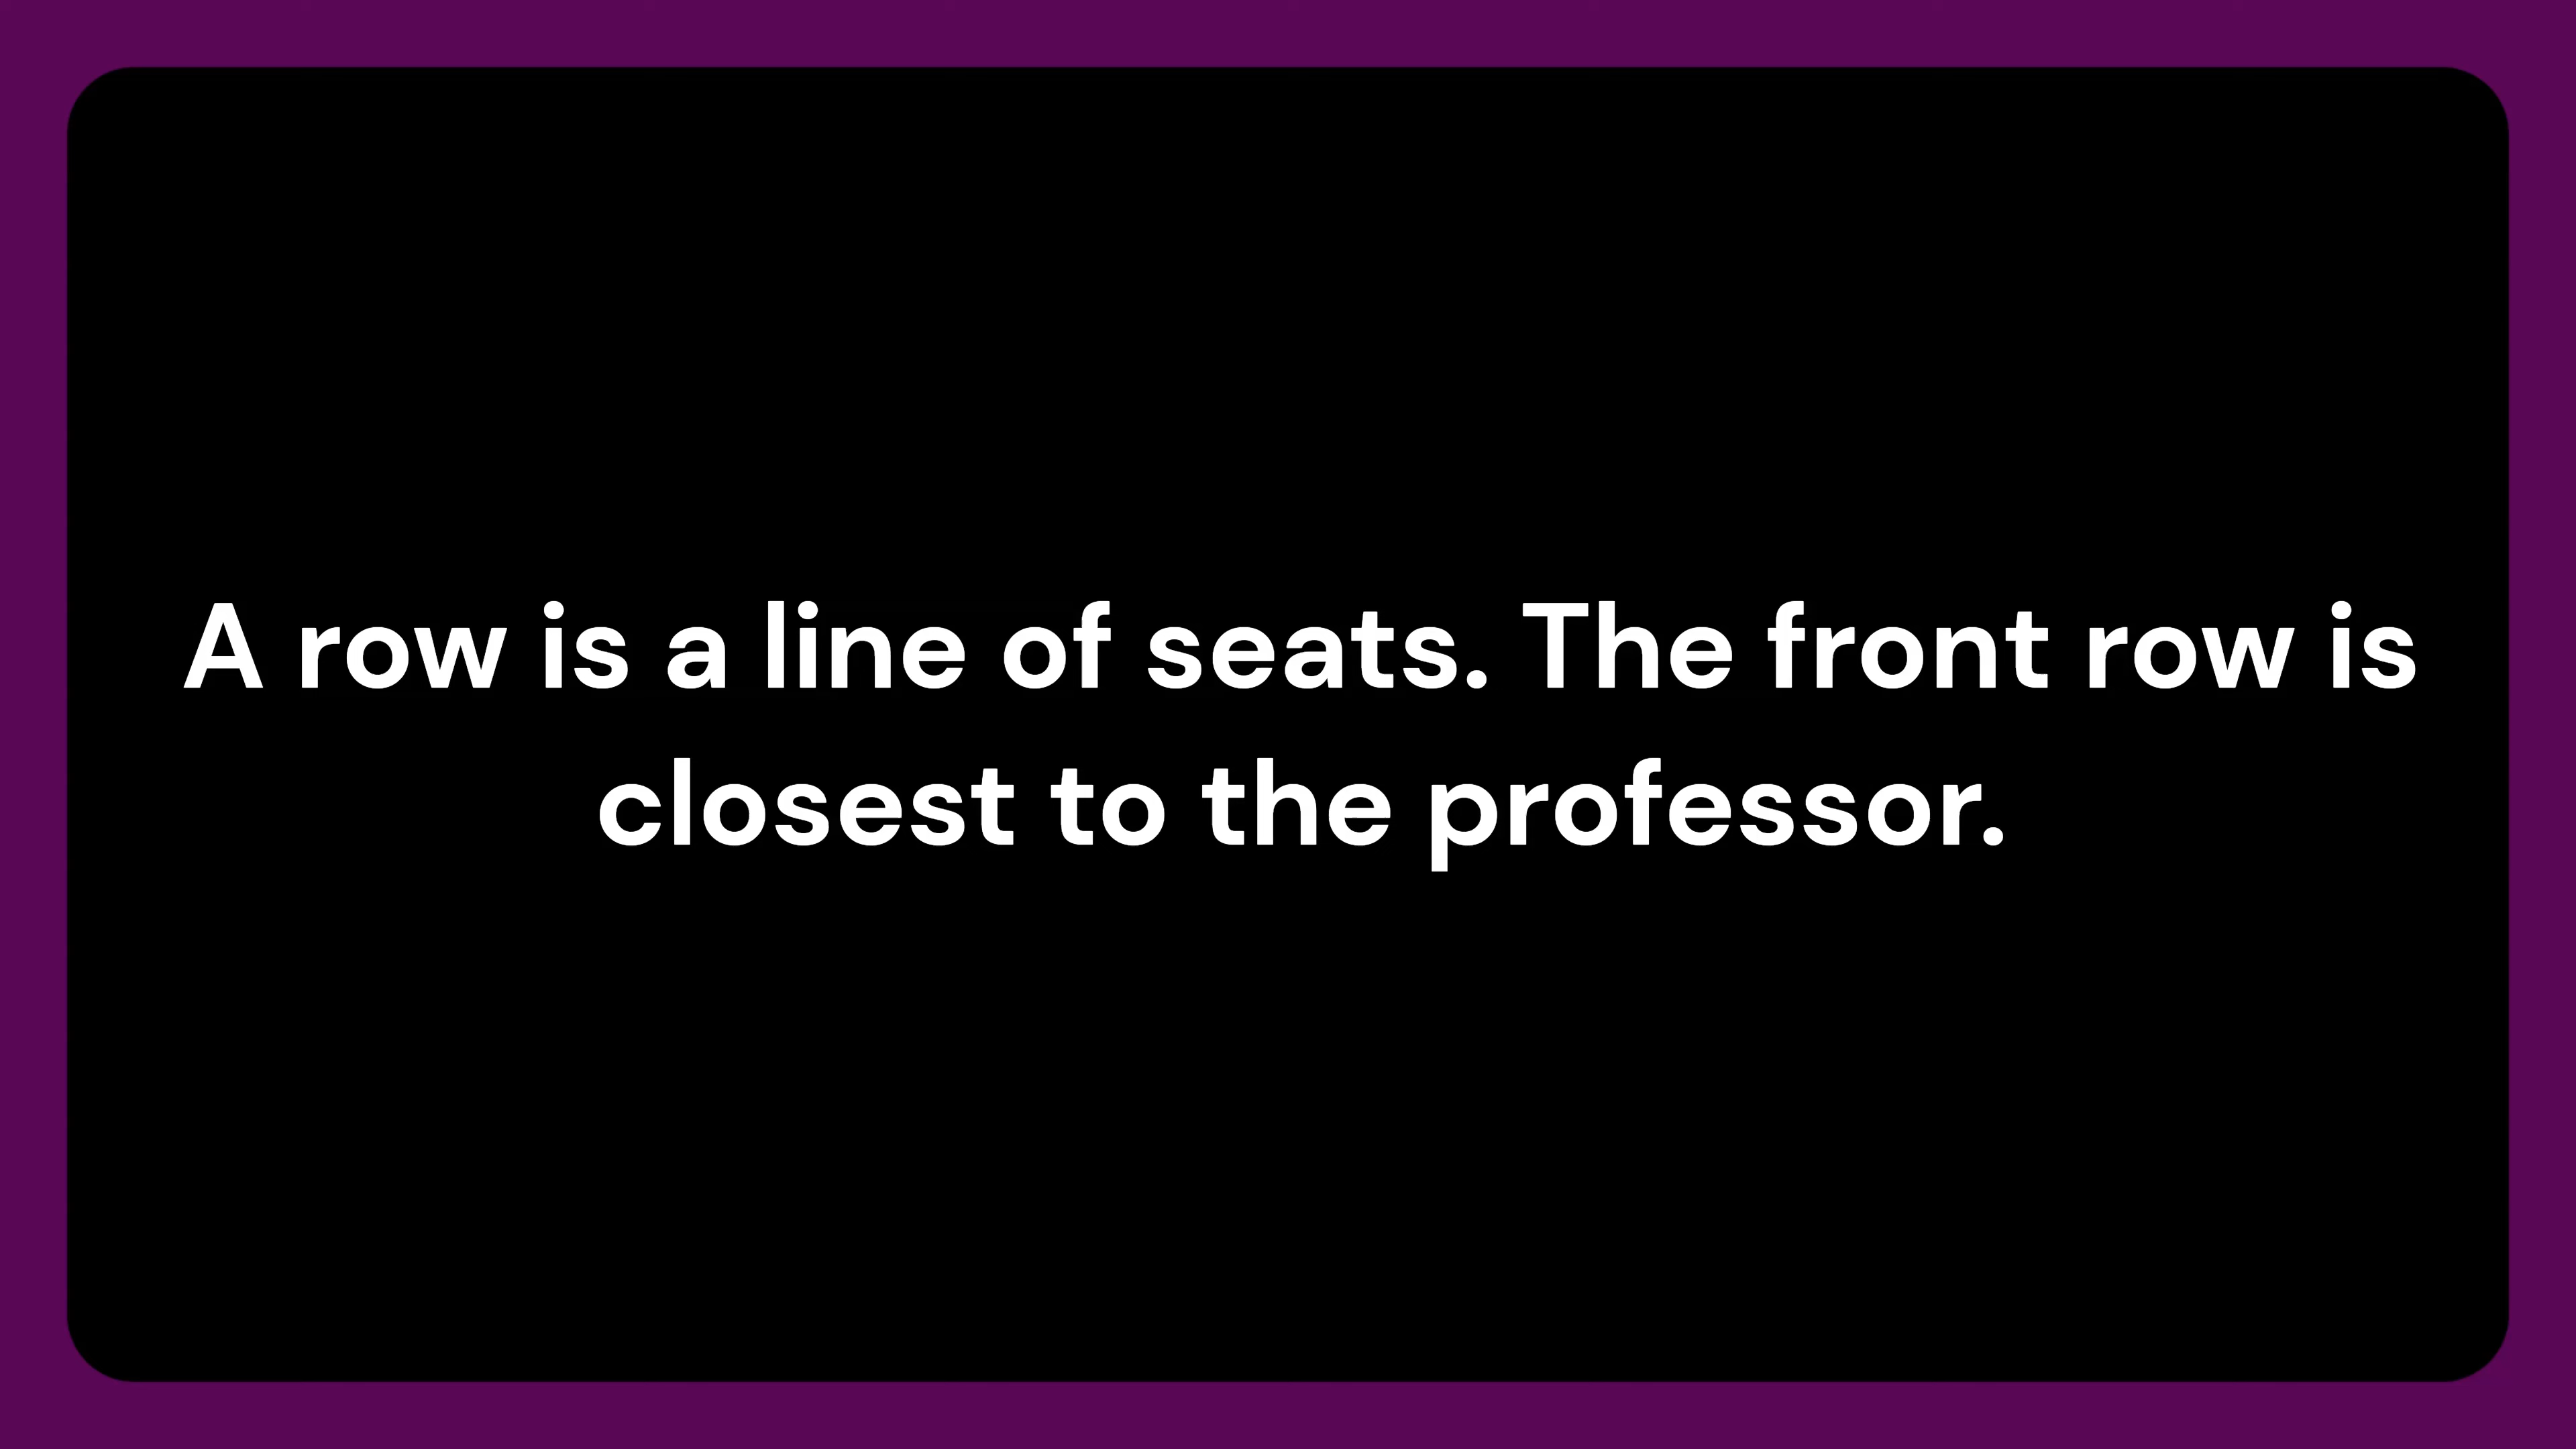 A row is a line of seats. The front row is
closest to the professor.